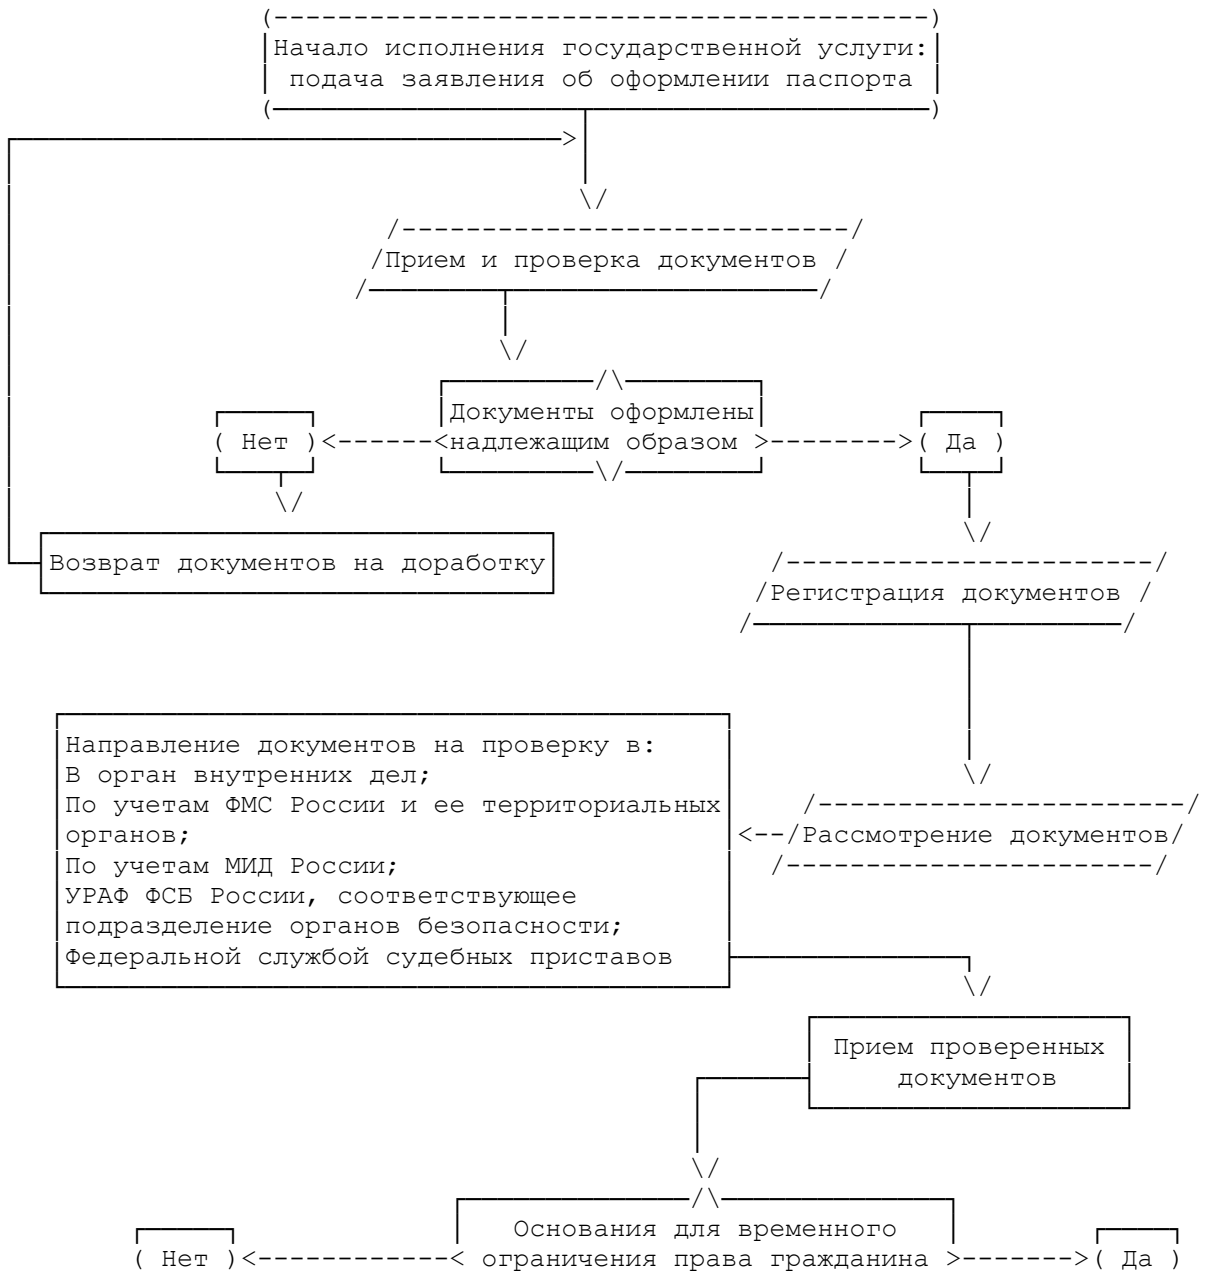 Начало исполнения государственной услуги:
подача заявления об оформлении паспорта
Прием и проверка документов
Документы оформлены
( Нет )<------<надлежащим образом >-------->( Да )
Возврат документов на доработку
Регистрация документов
Направление документов на проверку в:
В орган внутренних дел;
По учетам ФМС России и ее территориальных
органов;
По учетам МИД России;
УРАФ ФСБ России, соответствующее
подразделение органов безопасности;
Федеральной службой судебных приставов
Рассмотрение документов
Прием проверенных
документов
Основания для временного
( Нет )<------------< ограничения права гражданина >------->( Да )